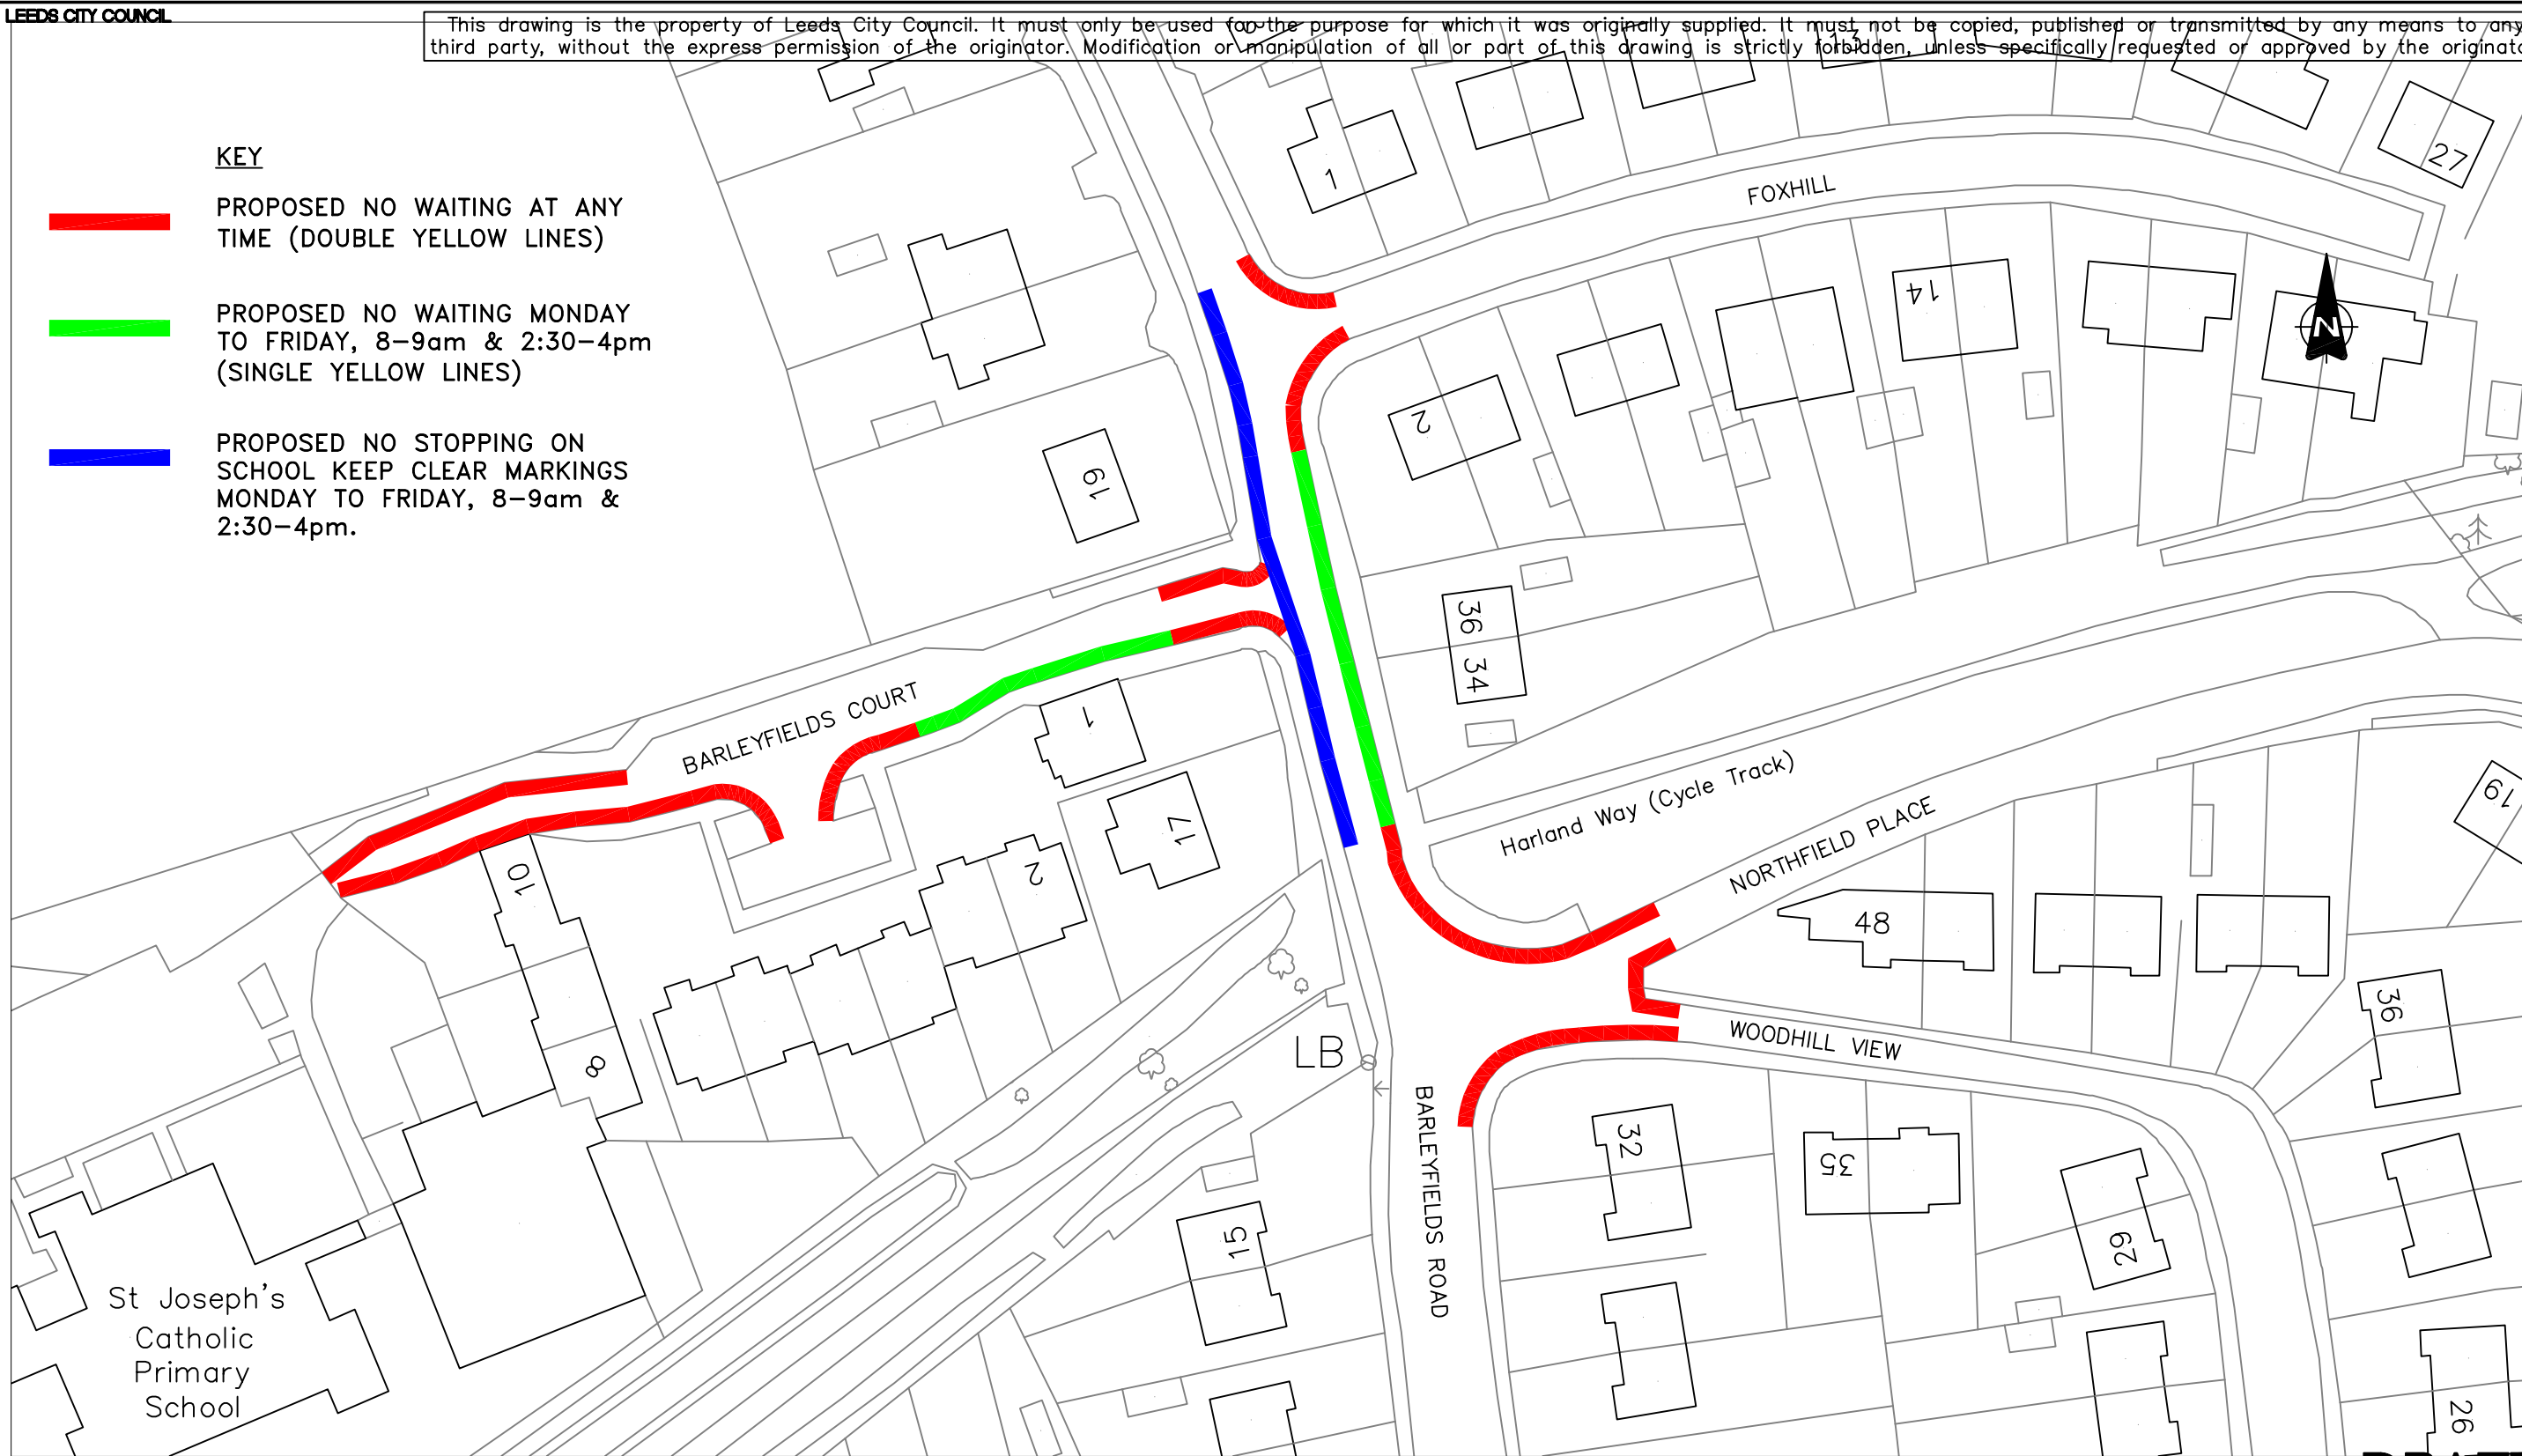 LEEDS CITY COUNCIL
This drawing is the property of Leeds City Council. It must only be used for the purpose for which it was originally supplied. It must not be copied, published or transmitted by any means to any
third party, without the express permission of the originator. Modification or manipulation of all or part of this drawing is strictly forbidden, unless specifically requested or approved by the originato
KEY
PROPOSED NO WAITING AT ANY
TIME (DOUBLE YELLOW LINES)
PROPOSED NO WAITING MONDAY
TO FRIDAY, 8-9am & 2:30-4pm
(SINGLE YELLOW LINES)
PROPOSED NO STOPPING ON
SCHOOL KEEP CLEAR MARKINGS
MONDAY TO FRIDAY, 8-9am &
2:30-4pm.
13
1
27
FOXHILL
14
N
2
19
36
34
BARLEYFIELDS COURT
1
Harland Way (Cycle Track)
19
17
NORTHFIELD PLACE
10
2
48
36
WOODHILL VIEW
LB
8
BARLEYFIELDS ROAD
32
35
29
15
St Joseph's
Catholic
Primary
School
26